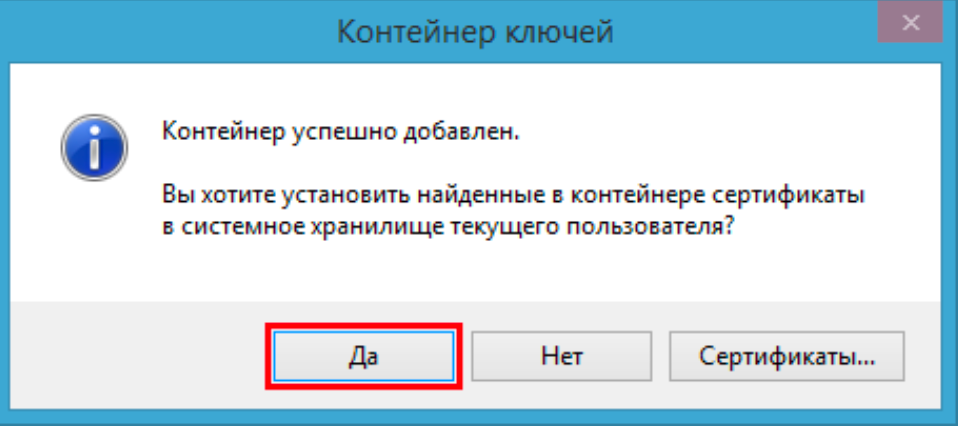 Контейнер ключей
Контейнер успешно добавлен.
Вы хотите установить найденные в контейнере сертификаты
в системное хранилище текущего пользователя?
Да
Нет
Сертификаты...